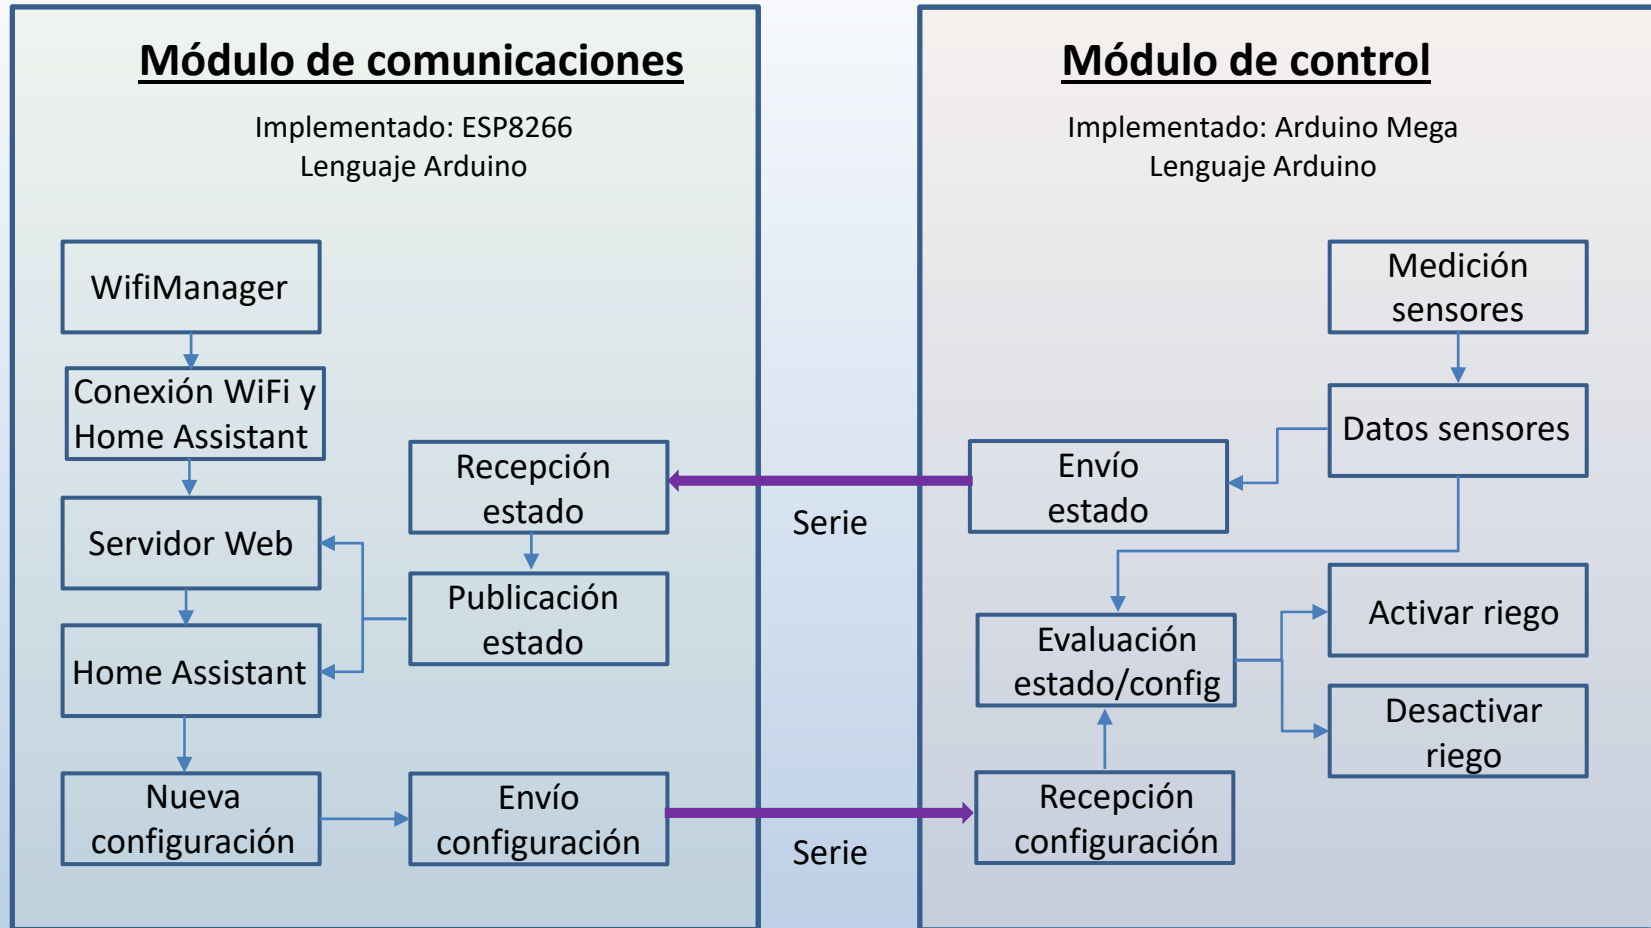 Módulo de comunicaciones
Implementado: ESP8266
Lenguaje Arduino
WifiManager
Conexión WiFi y
Home Assistant
Servidor Web
Home Assistant
Nueva
configuración
Recepción
estado
Publicación
estado
Envío
configuración
Serie
Serie
Módulo de control
Implementado: Arduino Mega
Lenguaje Arduino
Medición
sensores
Datos sensores
Envío
estado
Evaluación
estado/config
Activar riego
Desactivar
riego
Recepción
configuración